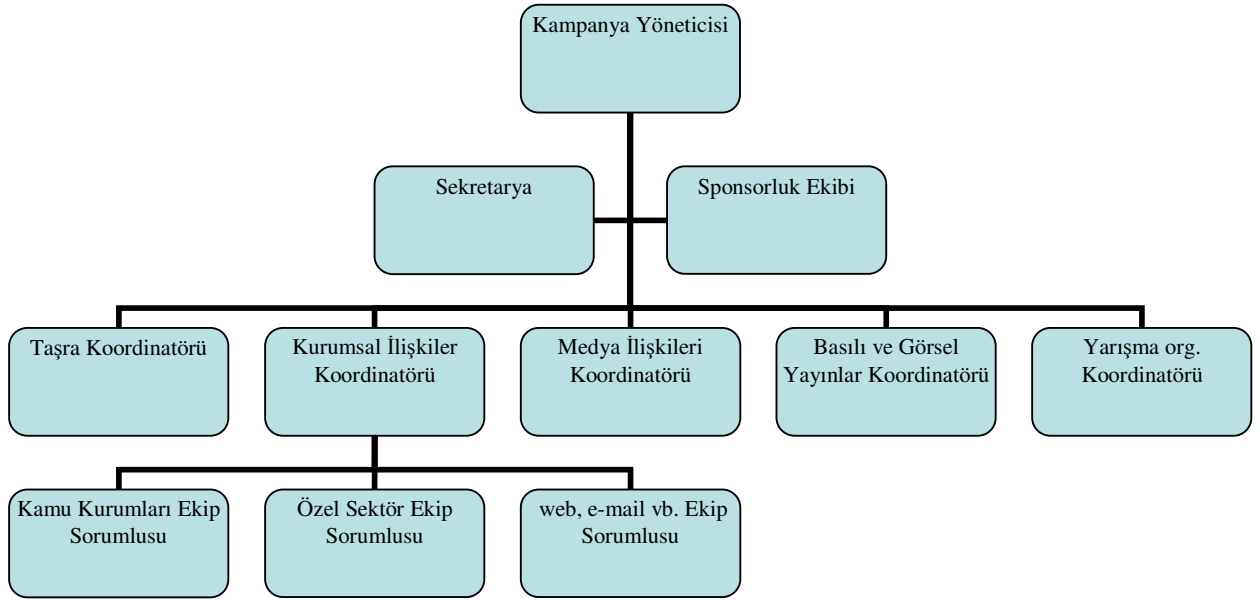 Kampanya Yöneticisi
Sekretarya
Sponsorluk Ekibi
Taşra Koordinatörü
Kurumsal İlişkiler
Koordinatörü
Medya İlişkileri
Koordinatörü
Basılı ve Görsel
Yayınlar Koordinatörü
Yarışma org.
Koordinatörü
Kamu Kurumları Ekip
Sorumlusu
Özel Sektör Ekip
Sorumlusu
web, e-mail vb. Ekip
Sorumlusu